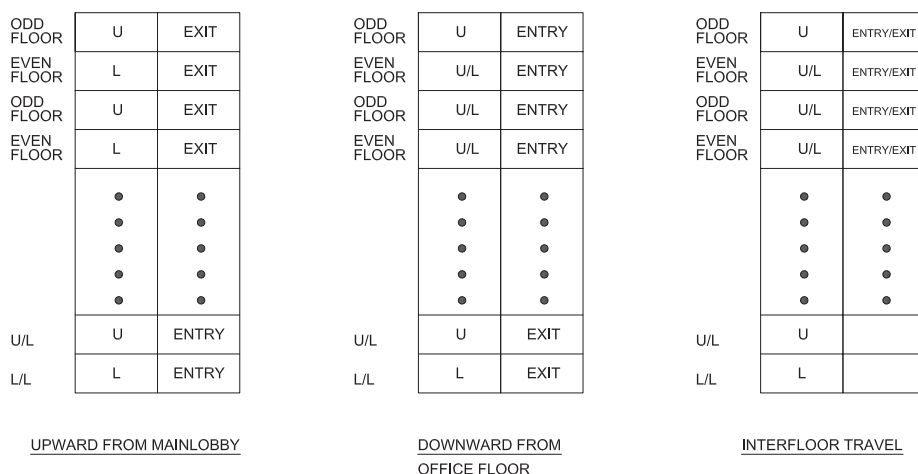 ODD FLOOR U EXIT
EVEN FLOOR L EXIT
ODD FLOOR U EXIT
EVEN FLOOR L EXIT
U/L U ENTRY
L/L L ENTRY
UPWARD FROM MAINLOBBY
ODD FLOOR U ENTRY
EVEN FLOOR U/L ENTRY
ODD FLOOR U/L ENTRY
EVEN FLOOR U/L ENTRY
U/L U EXIT
L/L L EXIT
DOWNWARD FROM
OFFICE FLOOR
ODD FLOOR U ENTRY/EXIT
EVEN FLOOR U/L ENTRY/EXIT
ODD FLOOR U/L ENTRY/EXIT
EVEN FLOOR U/L ENTRY/EXIT
U/L U
L/L L
INTERFLOOR TRAVEL